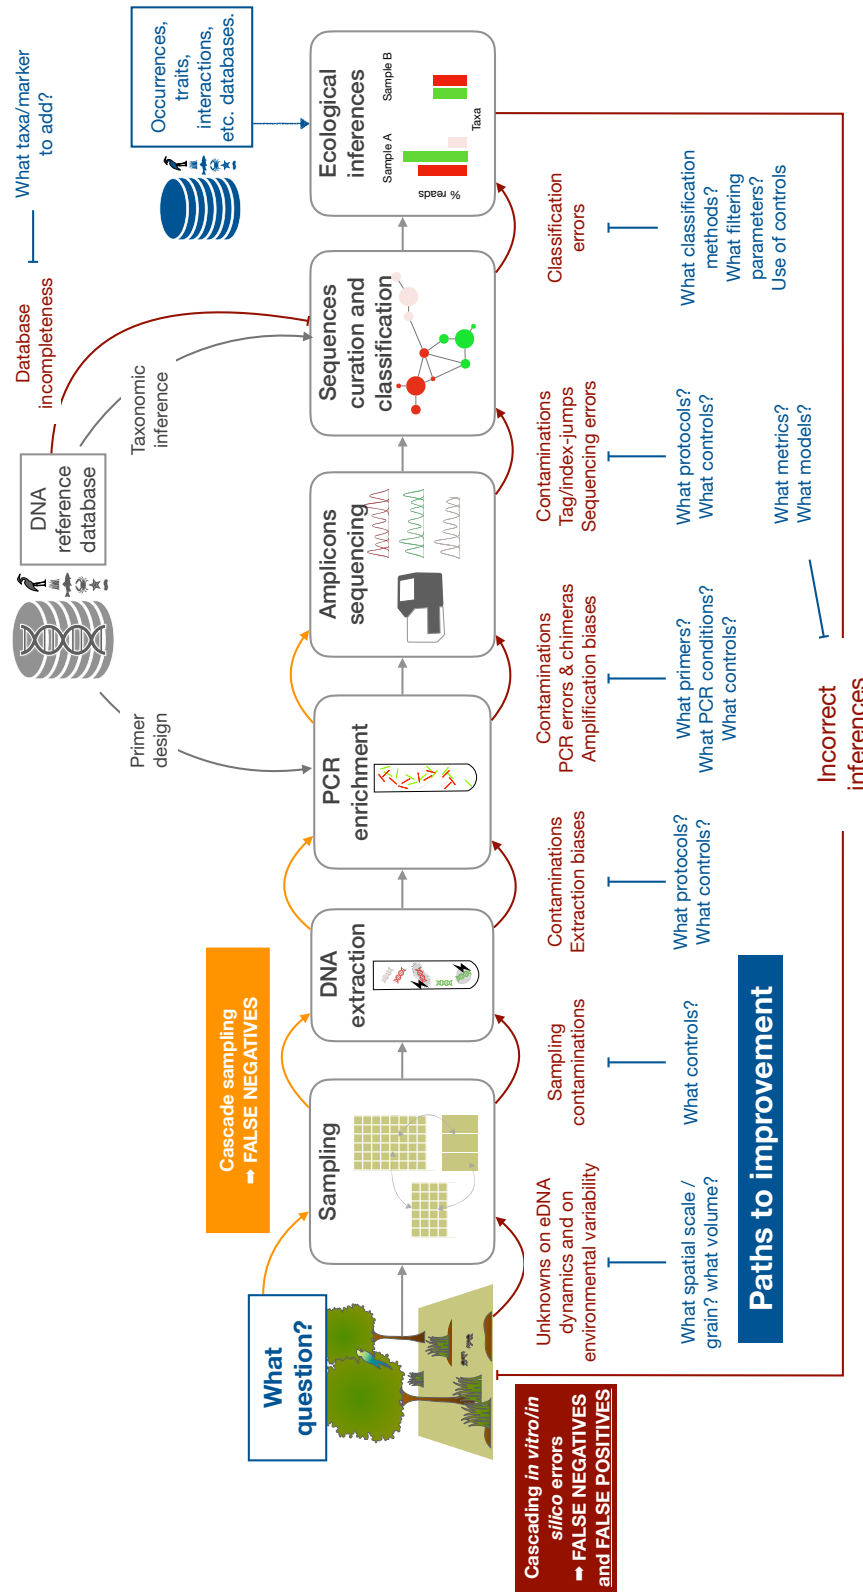 What
question?
Cascade sampling
➡ FALSE NEGATIVES
Primer
design
DNA
reference
database
Taxonomic
inference
Database
incompleteness
What taxa/marker
to add?
Occurrences,
traits,
interactions,
etc. databases.
Sampling
DNA
extraction
PCR
enrichment
Amplicons
sequencing
Sequences
curation and
classification
Ecological
inferences
Sample A
Sample B
% reads
Taxa
Cascading in vitro/in
silico errors
➡ FALSE NEGATIVES
and FALSE POSITIVES
Unknowns on eDNA
dynamics and on
environmental variability
Sampling
contaminations
Contaminations
Extraction biases
Contaminations
PCR errors & chimeras
Amplification biases
Contaminations
Tag/index-jumps
Sequencing errors
Classification
errors
What spatial scale /
grain? what volume?
What controls?
What protocols?
What controls?
What primers?
What PCR conditions?
What controls?
What protocols?
What controls?
What classification
methods?
What filtering
parameters?
Use of controls
Paths to improvement
What metrics?
What models?
Incorrect
inferences